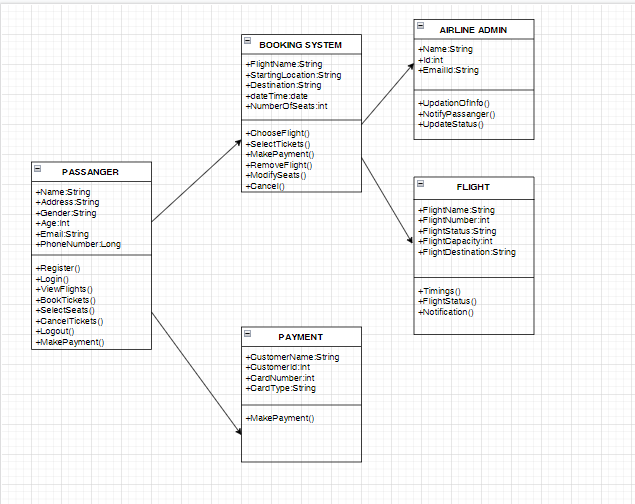 PASSANGER
+Name:String
+Address:String
+Gender:String
+Age:Int
+Email:String
+PhoneNumber:Long
+Register()
+Login()
+ViewFlights()
+BookTickets()
+SelectSeats()
+CancelTickets()
+Logout()
+MakePayment()
BOOKING SYSTEM
+FlightName:String
+StartingLocation:String
+Destination:String
+dateTime:date
+NumberOfSeats:int
+ChooseFlight()
+SelectTickets()
+MakePayment()
+RemoveFlight()
+ModifySeats()
+Cancel()
PAYMENT
+CustomerName:String
+CustomerId:Int
+CardNumber:int
+CardType:String
+MakePayment()
AIRLINE ADMIN
+Name:String
+Id:int
+EmailId:String
+UpdationOfInfo()
+NotifyPassanger()
+UpdateStatus()
FLIGHT
+FlightName:String
+FlightNumber:int
+FlightStatus:String
+FlightCapacity:int
+FlightDestination:String
+Timings()
+FlightStatus()
+Notification()